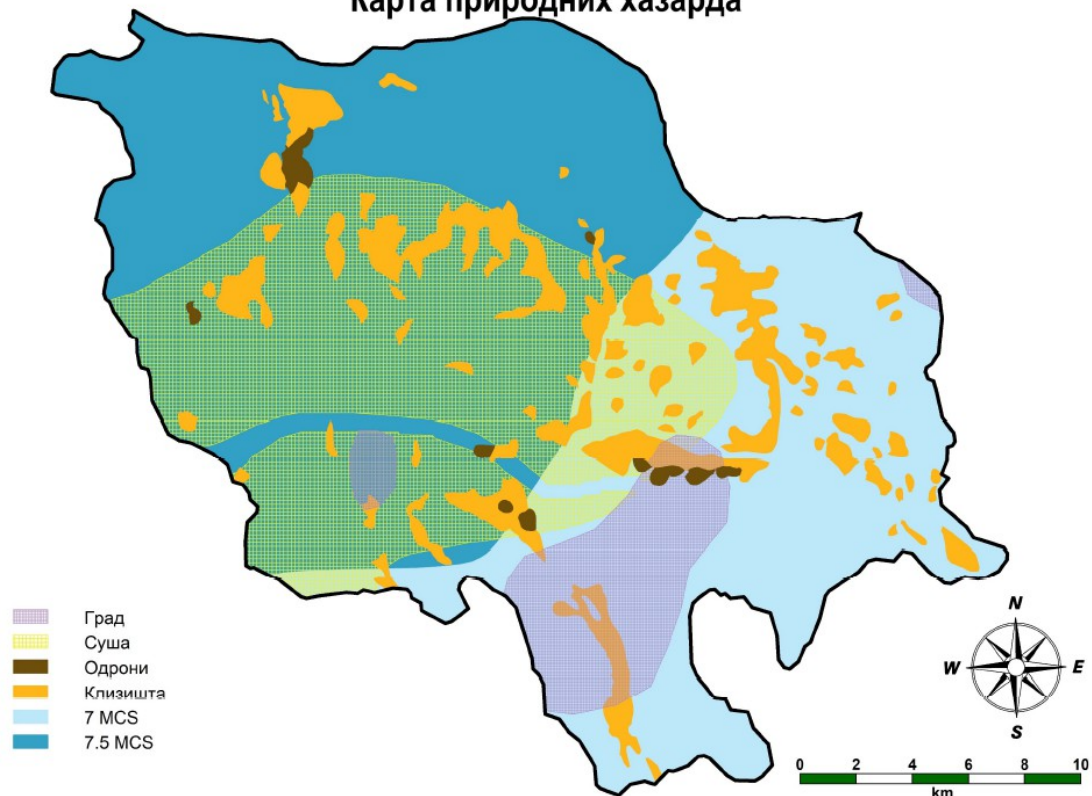 Карта природних хазарда
Град
Суша
Одрони
Клизишта
7 MCS
7.5 MCS
N
W E
S
0 2 4 6 8 10
km